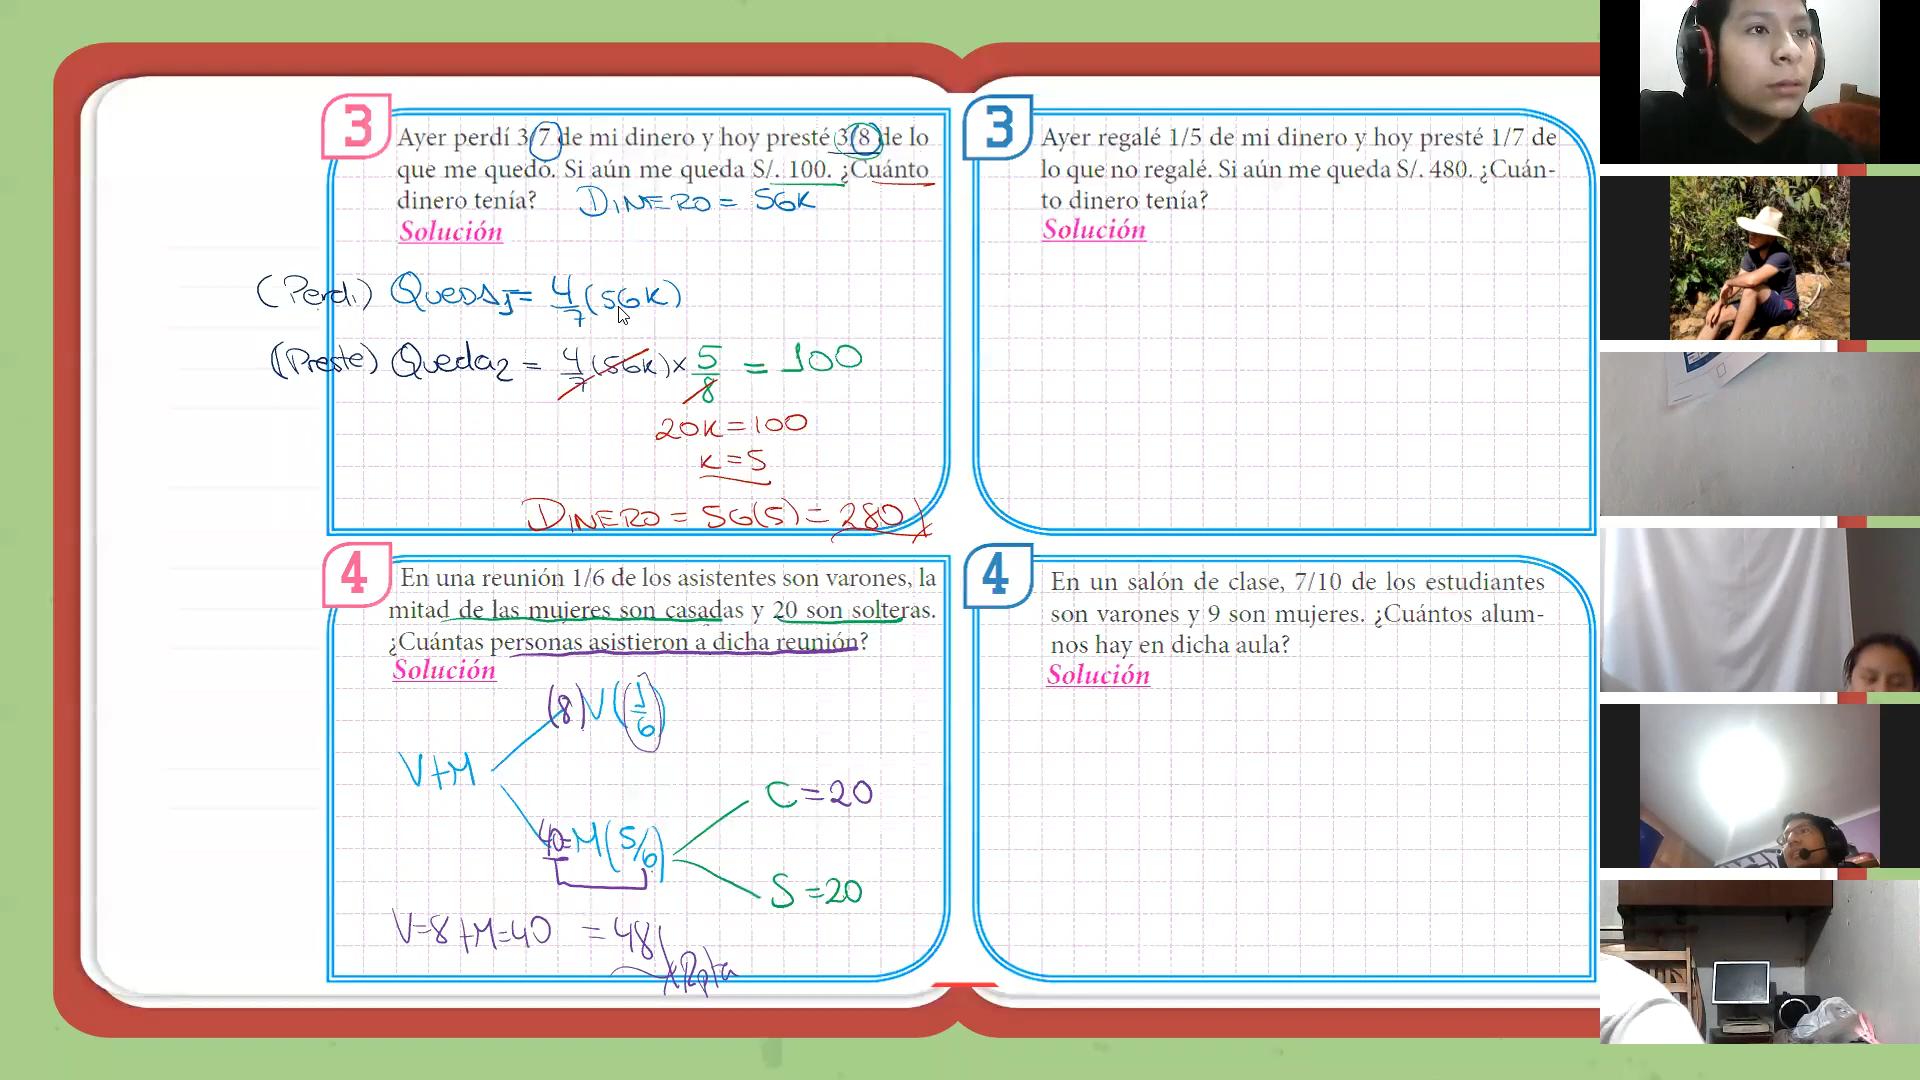 3
Ayer perdí 3/7 de mi dinero y hoy presté 3/8 de lo
que me quedo. Si aún me queda S/. 100. ¿Cuánto
dinero tenía? DINERO = 56K
Solución
(Perdi) QUEDA1 = 4/7 (56K)
(Preste) Queda2 = 4/7 (56K) x 5/8 = 100
20K = 100
K = 5
DINERO = 56(5) = 280
4
En una reunión 1/6 de los asistentes son varones, la
mitad de las mujeres son casadas y 20 son solteras.
¿Cuántas personas asistieron a dicha reunión?
Solución
(8) V (1/6)
V+M
C = 20
40= M (5/6)
S = 20
V=8 + M=40 = 48
Rpta
3
Ayer regalé 1/5 de mi dinero y hoy presté 1/7 de
lo que no regalé. Si aún me queda S/. 480. ¿Cuán-
to dinero tenía?
Solución
4
En un salón de clase, 7/10 de los estudiantes
son varones y 9 son mujeres. ¿Cuántos alum-
nos hay en dicha aula?
Solución